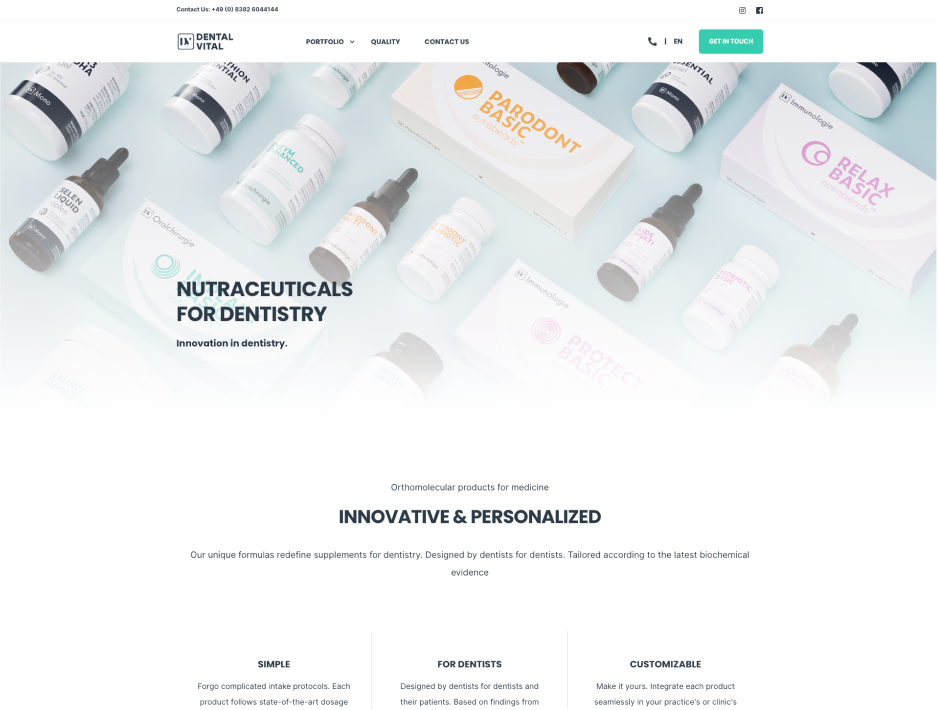 Contact Us: +49 (0) 8382 6044144
DENTAL
VITAL
PORTFOLIO
QUALITY
CONTACT US
| EN
GET IN TOUCH
Mono
Mono
PARODONT
BASIC
nutrabeads™
Immunologie
RELAX
BASIC
nutrabeads™
SELEN
LIQUID
Oralchirurgie
Immunologie
PROTECT
BASIC
NUTRACEUTICALS
FOR DENTISTRY
Innovation in dentistry.
Orthomolecular products for medicine
INNOVATIVE & PERSONALIZED
Our unique formulas redefine supplements for dentistry. Designed by dentists for dentists. Tailored according to the latest biochemical
evidence
SIMPLE
Forgo complicated intake protocols. Each
product follows state-of-the-art dosage
FOR DENTISTS
Designed by dentists for dentists and
their patients. Based on findings from
CUSTOMIZABLE
Make it yours. Integrate each product
seamlessly in your practice's or clinic's